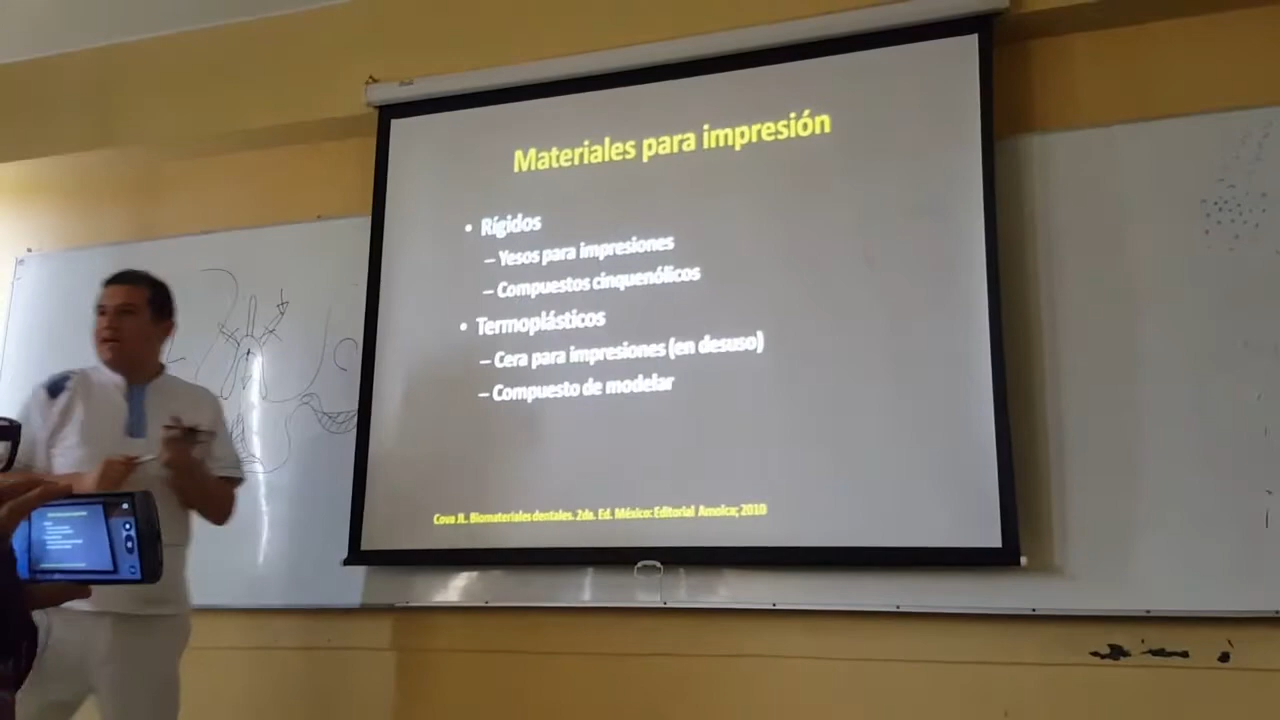 Materiales para impresión
• Rígidos
– Yesos para impresiones
– Compuestos cinquenólicos
• Termoplásticos
– Cera para impresiones (en desuso)
– Compuesto de modelar
Cova JL. Biomateriales dentales. 2da. Ed. México: Editorial Amolca; 2010